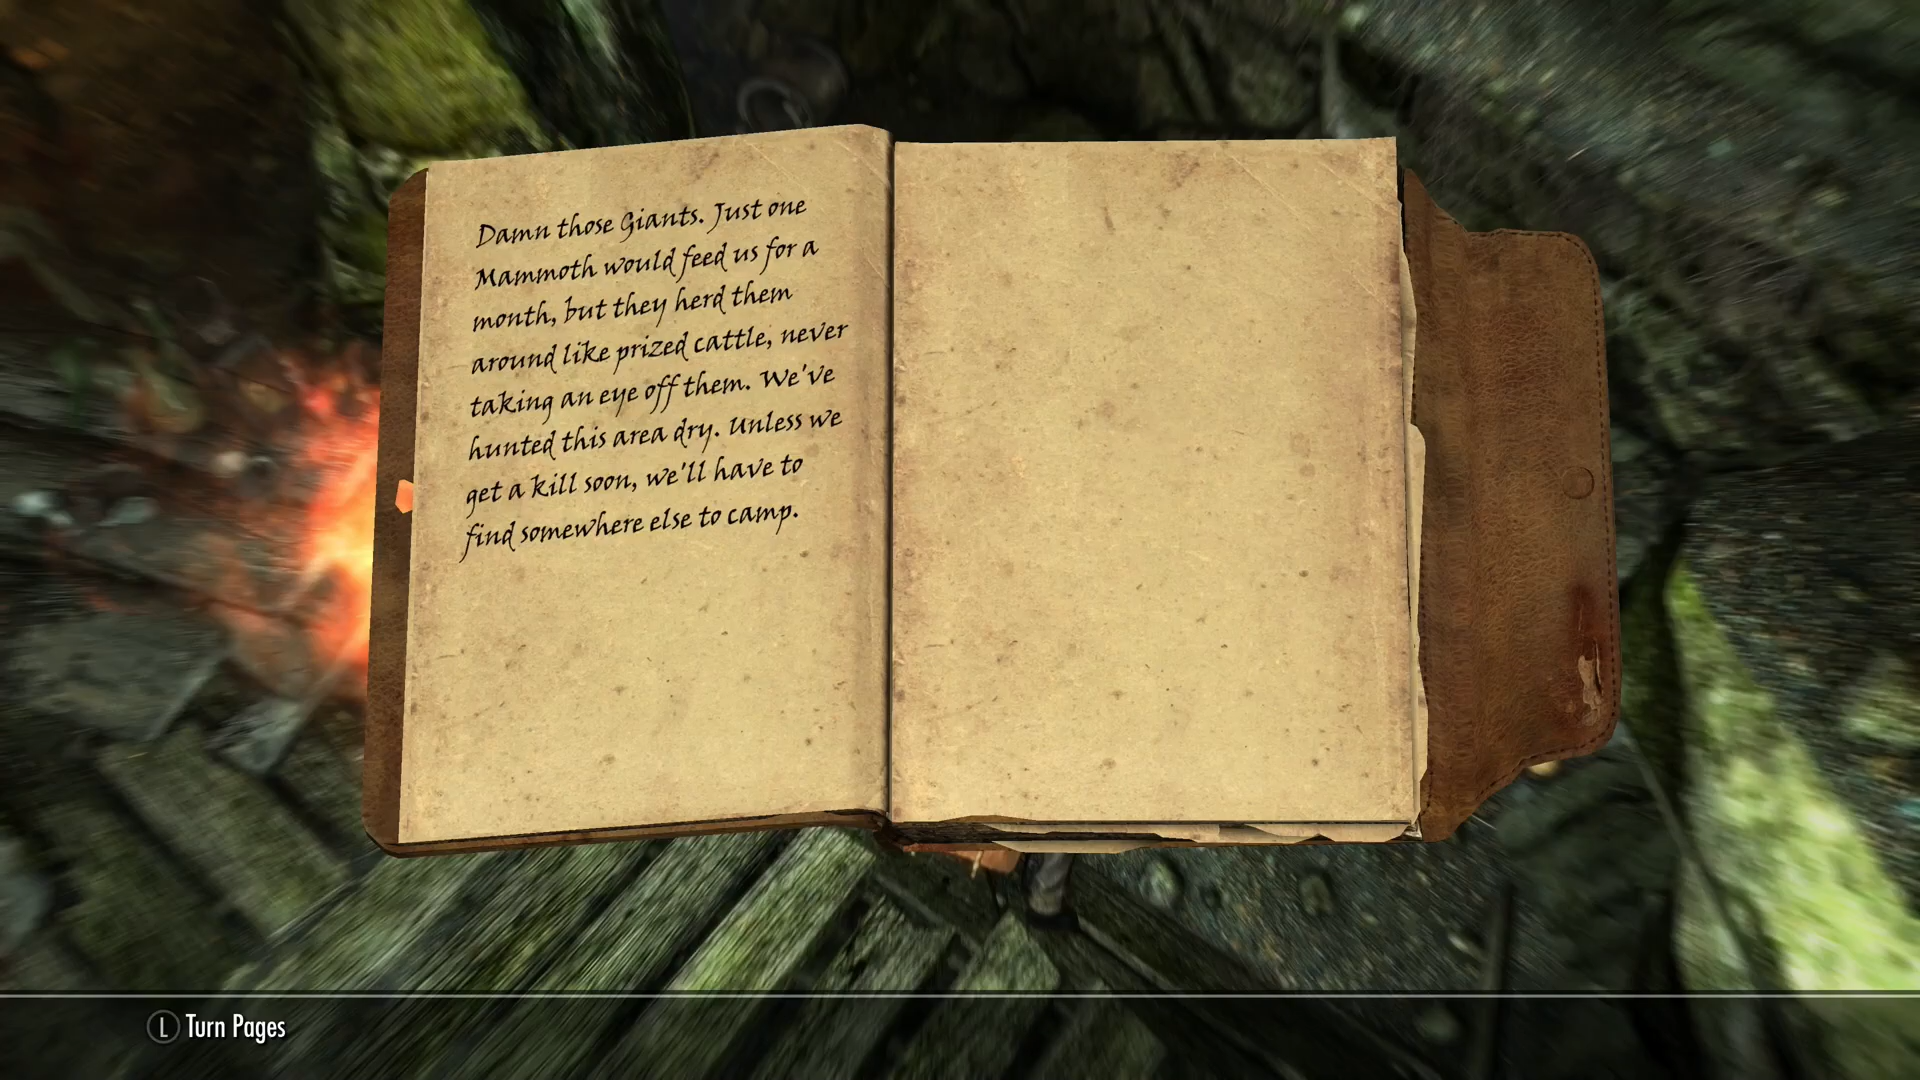 Damn those Giants. Just one
Mammoth would feed us for a
month, but they herd them
around like prized cattle, never
taking an eye off them. We've
hunted this area dry. Unless we
get a kill soon, we'll have to
find somewhere else to camp.
L Turn Pages